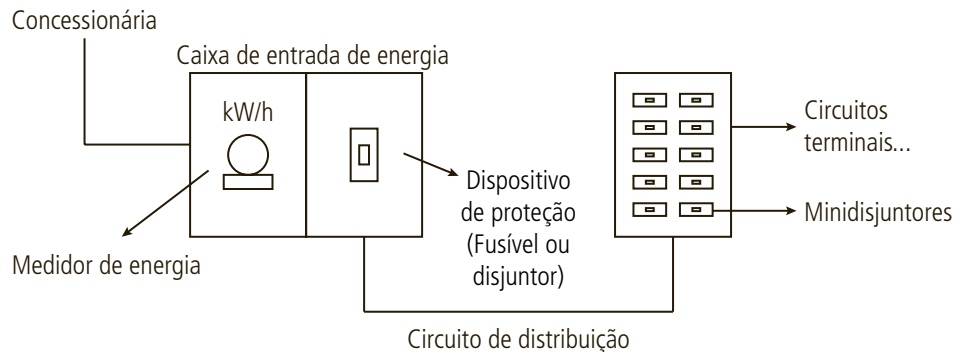 Concessionária
Caixa de entrada de energia
kW/h
Circuitos
terminais...
Dispositivo
de proteção
(Fusível ou
disjuntor)
Minidisjuntores
Medidor de energia
Circuito de distribuição